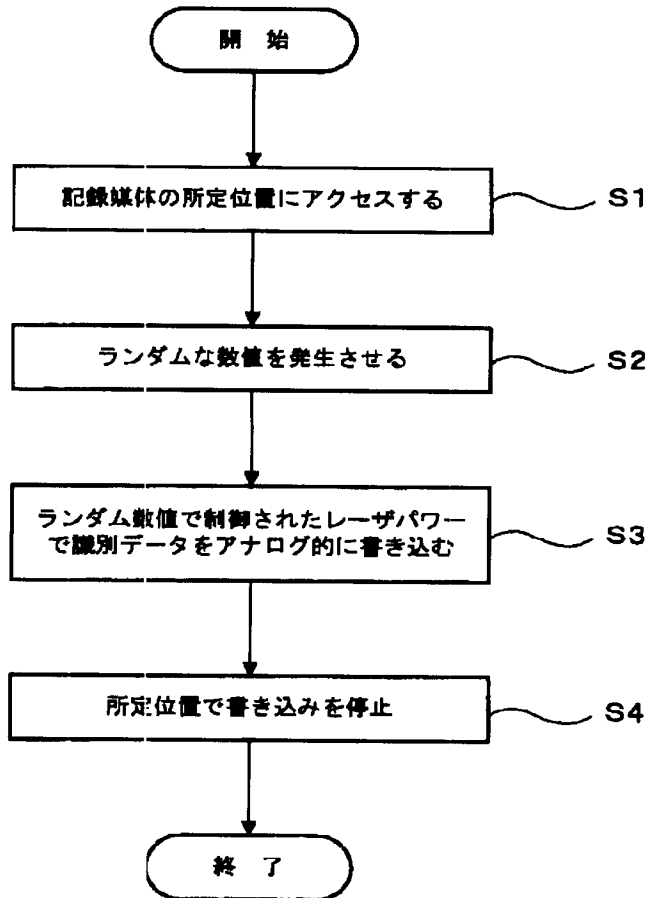 開 始
記録媒体の所定位置にアクセスする
S1
ランダムな数値を発生させる
S2
ランダム数値で制御されたレーザパワー
で識別データをアナログ的に書き込む
S3
所定位置で書き込みを停止
S4
終 了